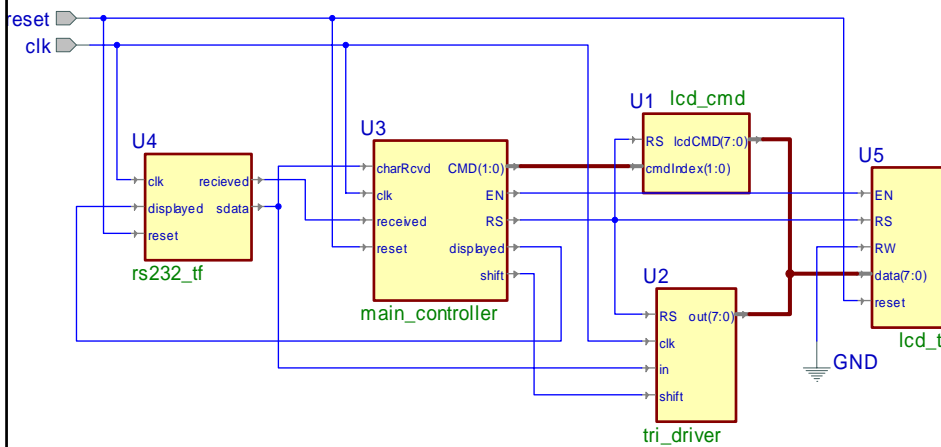 reset
clk
U4
clk
displayed
reset
recieved
sdata
rs232_tf
U3
charRcvd
clk
received
reset
CMD(1:0)
EN
RS
displayed
shift
main_controller
U1
lcd_cmd
RS
cmdIndex(1:0)
lcdCMD(7:0)
U2
RS
clk
in
shift
out(7:0)
tri_driver
U5
EN
RS
RW
data(7:0)
reset
lcd_t
GND